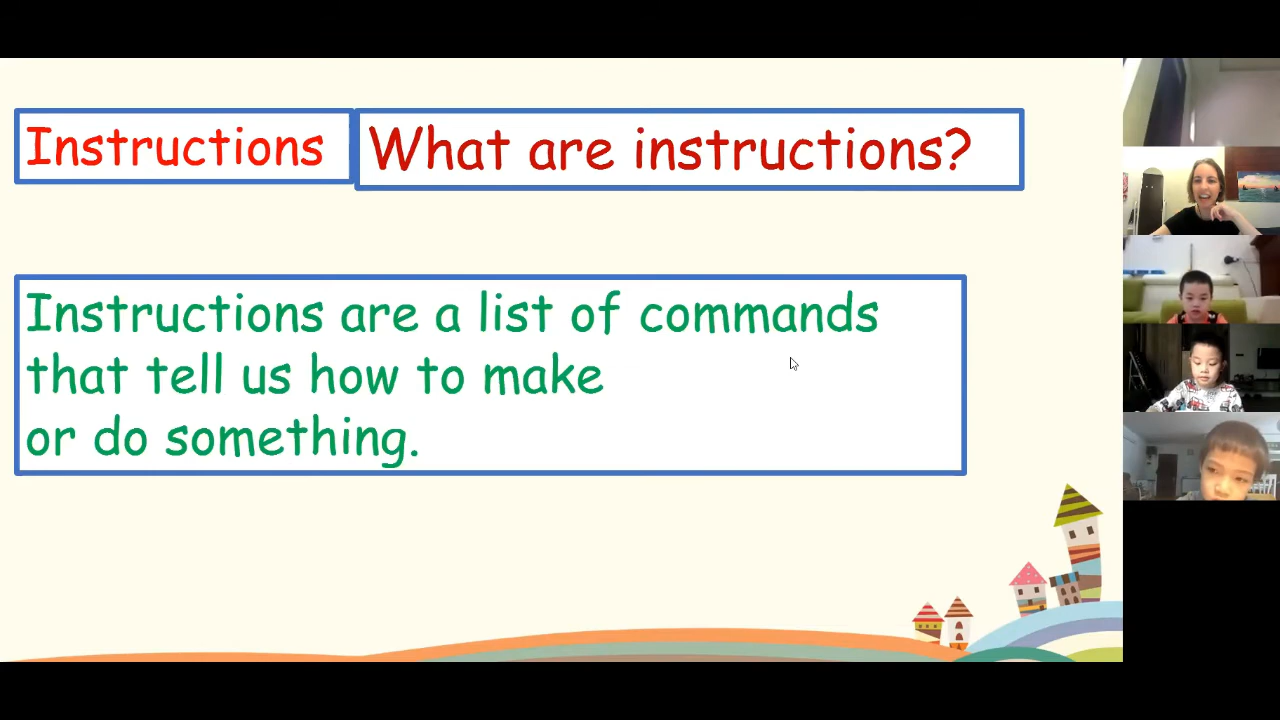 Instructions
What are instructions?
Instructions are a list of commands
that tell us how to make
or do something.